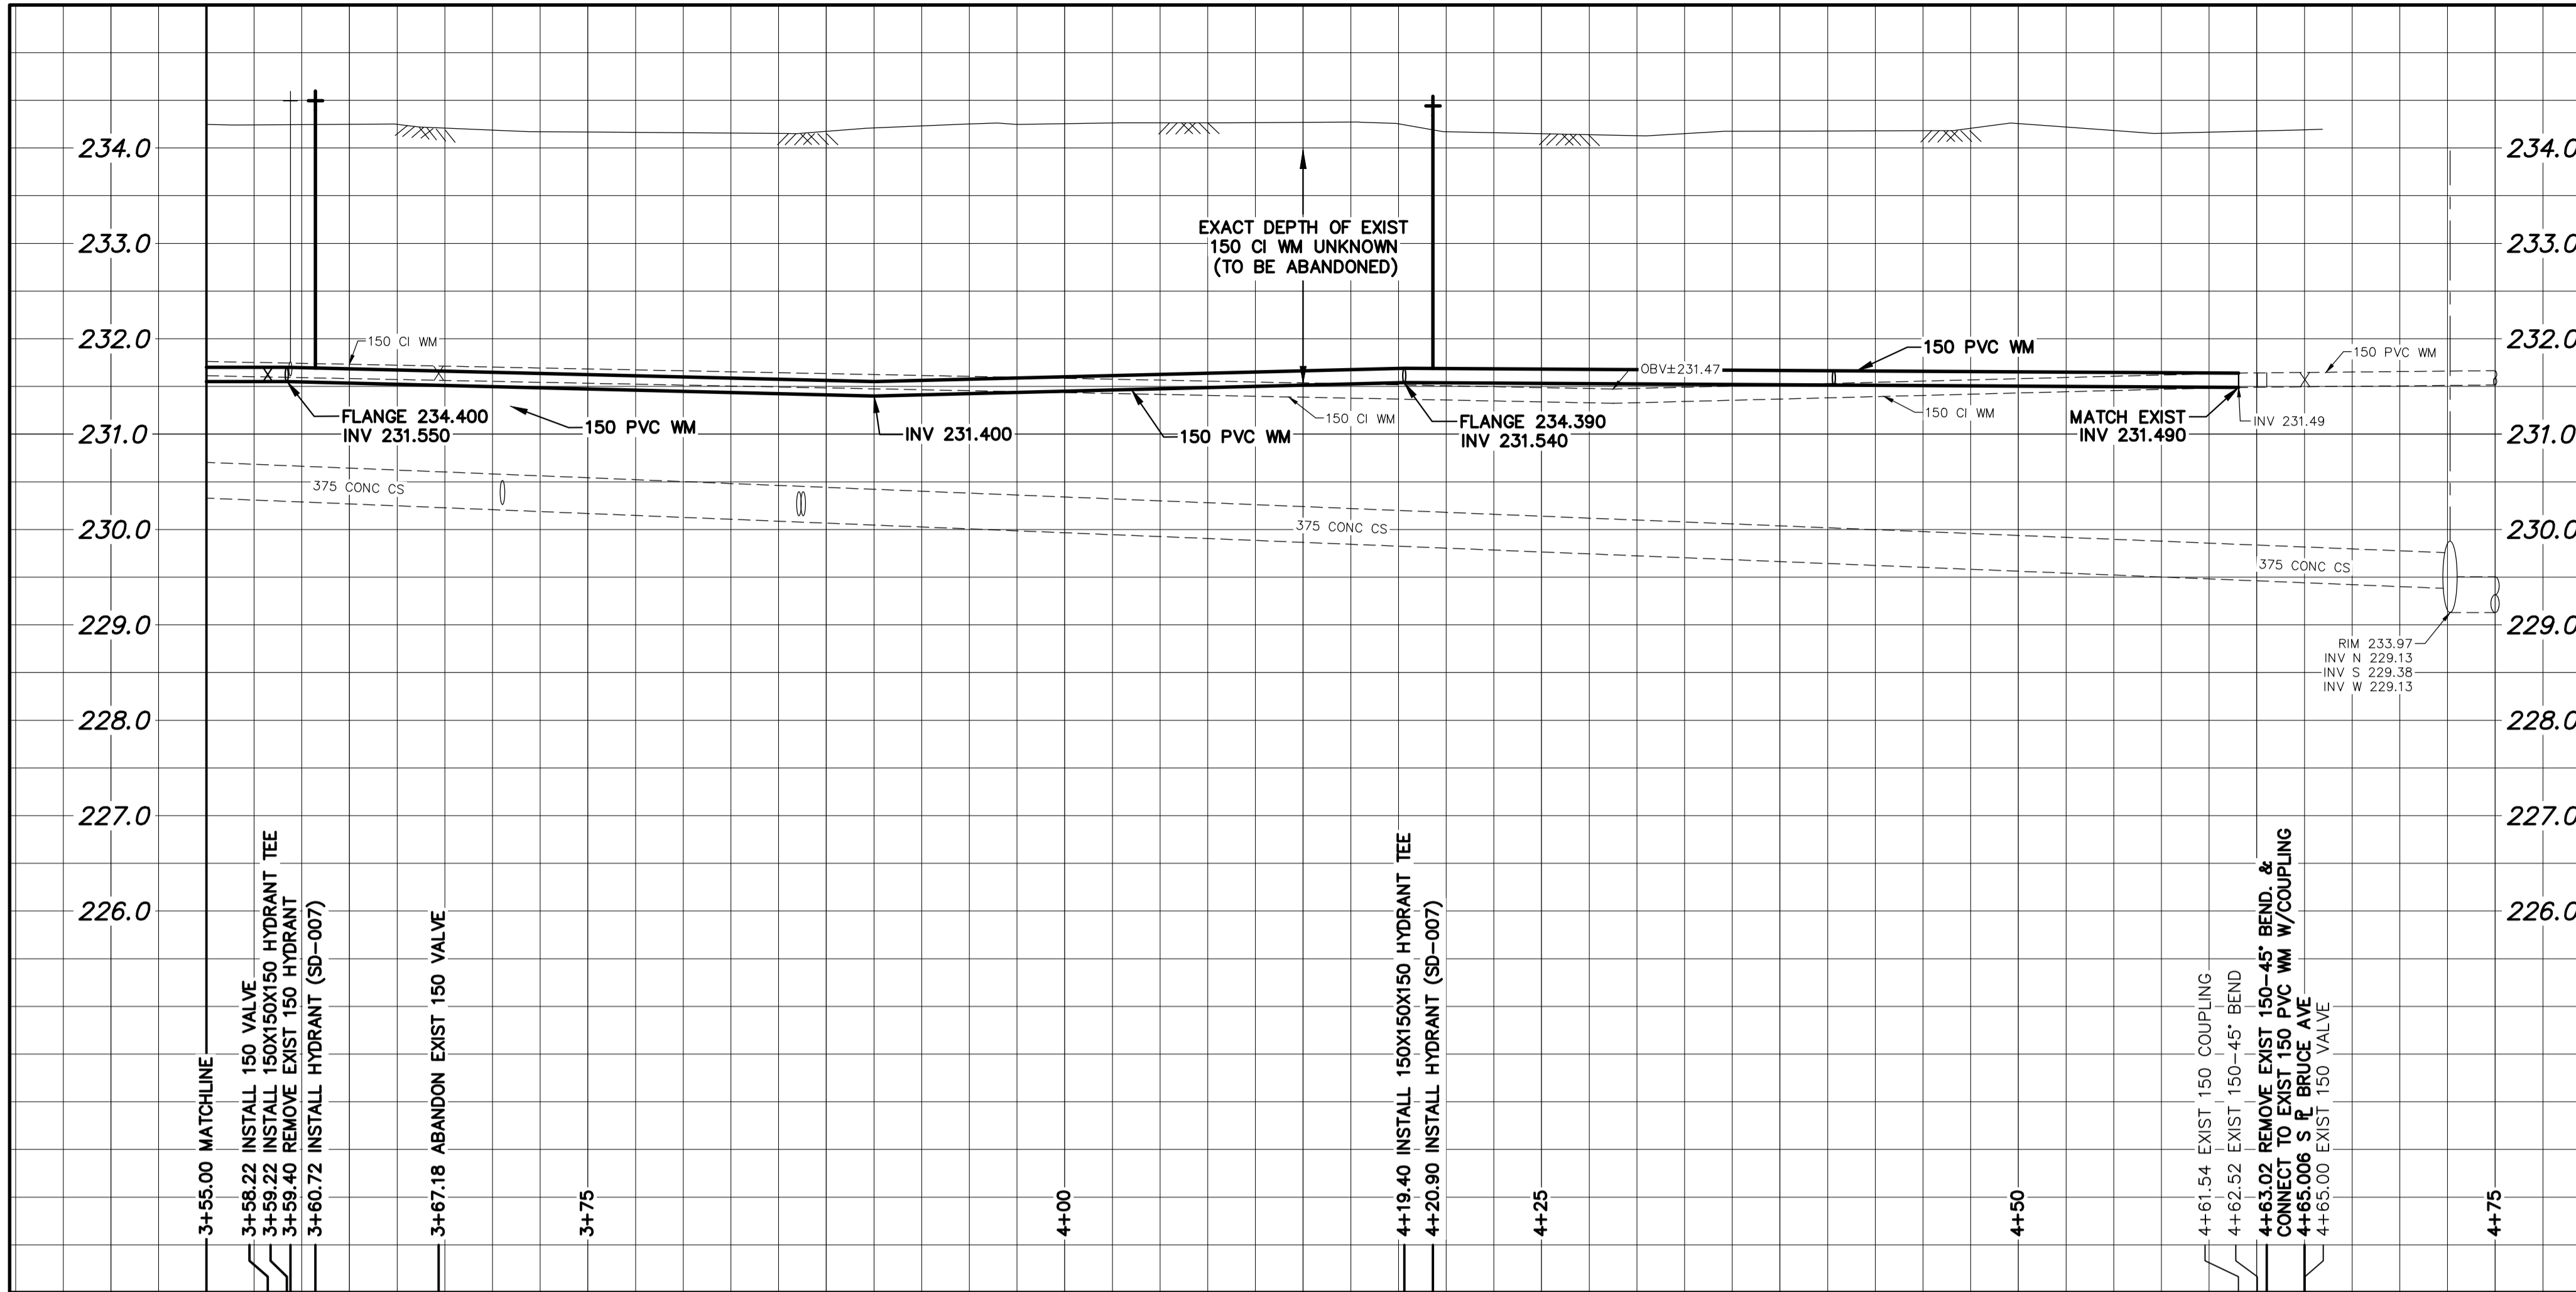 234.0
234.0
EXACT DEPTH OF EXIST
150 CI WM UNKNOWN
(TO BE ABANDONED)
233.0
233.0
232.0
150 CI WM
150 PVC WM
150 PVC WM
232.0
OBV±231.47
FLANGE 234.400
INV 231.550
150 PVC WM
INV 231.400
150 PVC WM
150 CI WM
FLANGE 234.390
INV 231.540
150 CI WM
MATCH EXIST
INV 231.490
INV 231.49
231.0
231.0
375 CONC CS
230.0
375 CONC CS
230.0
375 CONC CS
229.0
229.0
RIM 233.97
INV N 229.13
INV S 229.38
INV W 229.13
228.0
228.0
227.0
227.0
226.0
226.0
3+55.00 MATCHLINE
3+58.22 INSTALL 150 VALVE
3+59.22 INSTALL 150X150X150 HYDRANT TEE
3+59.40 REMOVE EXIST 150 HYDRANT
3+60.72 INSTALL HYDRANT (SD-007)
3+67.18 ABANDON EXIST 150 VALVE
3+75
4+00
4+19.40 INSTALL 150X150X150 HYDRANT TEE
4+20.90 INSTALL HYDRANT (SD-007)
4+25
4+50
4+61.54 EXIST 150 COUPLING
4+62.52 EXIST 150-45° BEND
4+63.02 REMOVE EXIST 150-45° BEND. &
CONNECT TO EXIST 150 PVC WM W/COUPLING
4+65.006 S PL BRUCE AVE
4+65.00 EXIST 150 VALVE
4+75